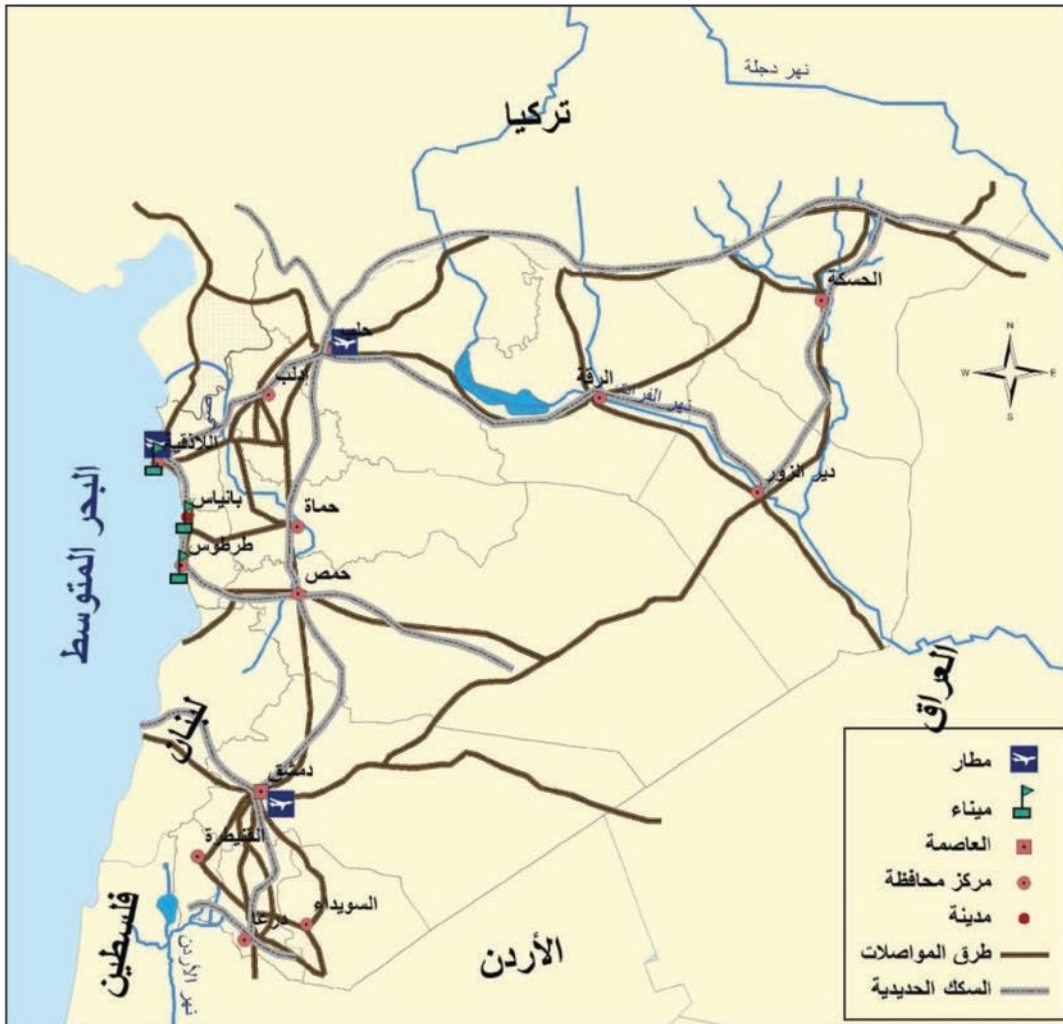 نهر دجلة
تركيا
الحسكة
حلب
إدلب
الرقة
نهر الفرات
اللاذقية
دير الزور
بانياس
حماة
طرطوس
حمص
البحر المتوسط
لبنان
العراق
دمشق
القنيطرة
السويداء
درعا
فلسطين
نهر الأردن
الأردن
N
W
E
S
مطار
ميناء
العاصمة
مركز محافظة
مدينة
طرق المواصلات
السكك الحديدية